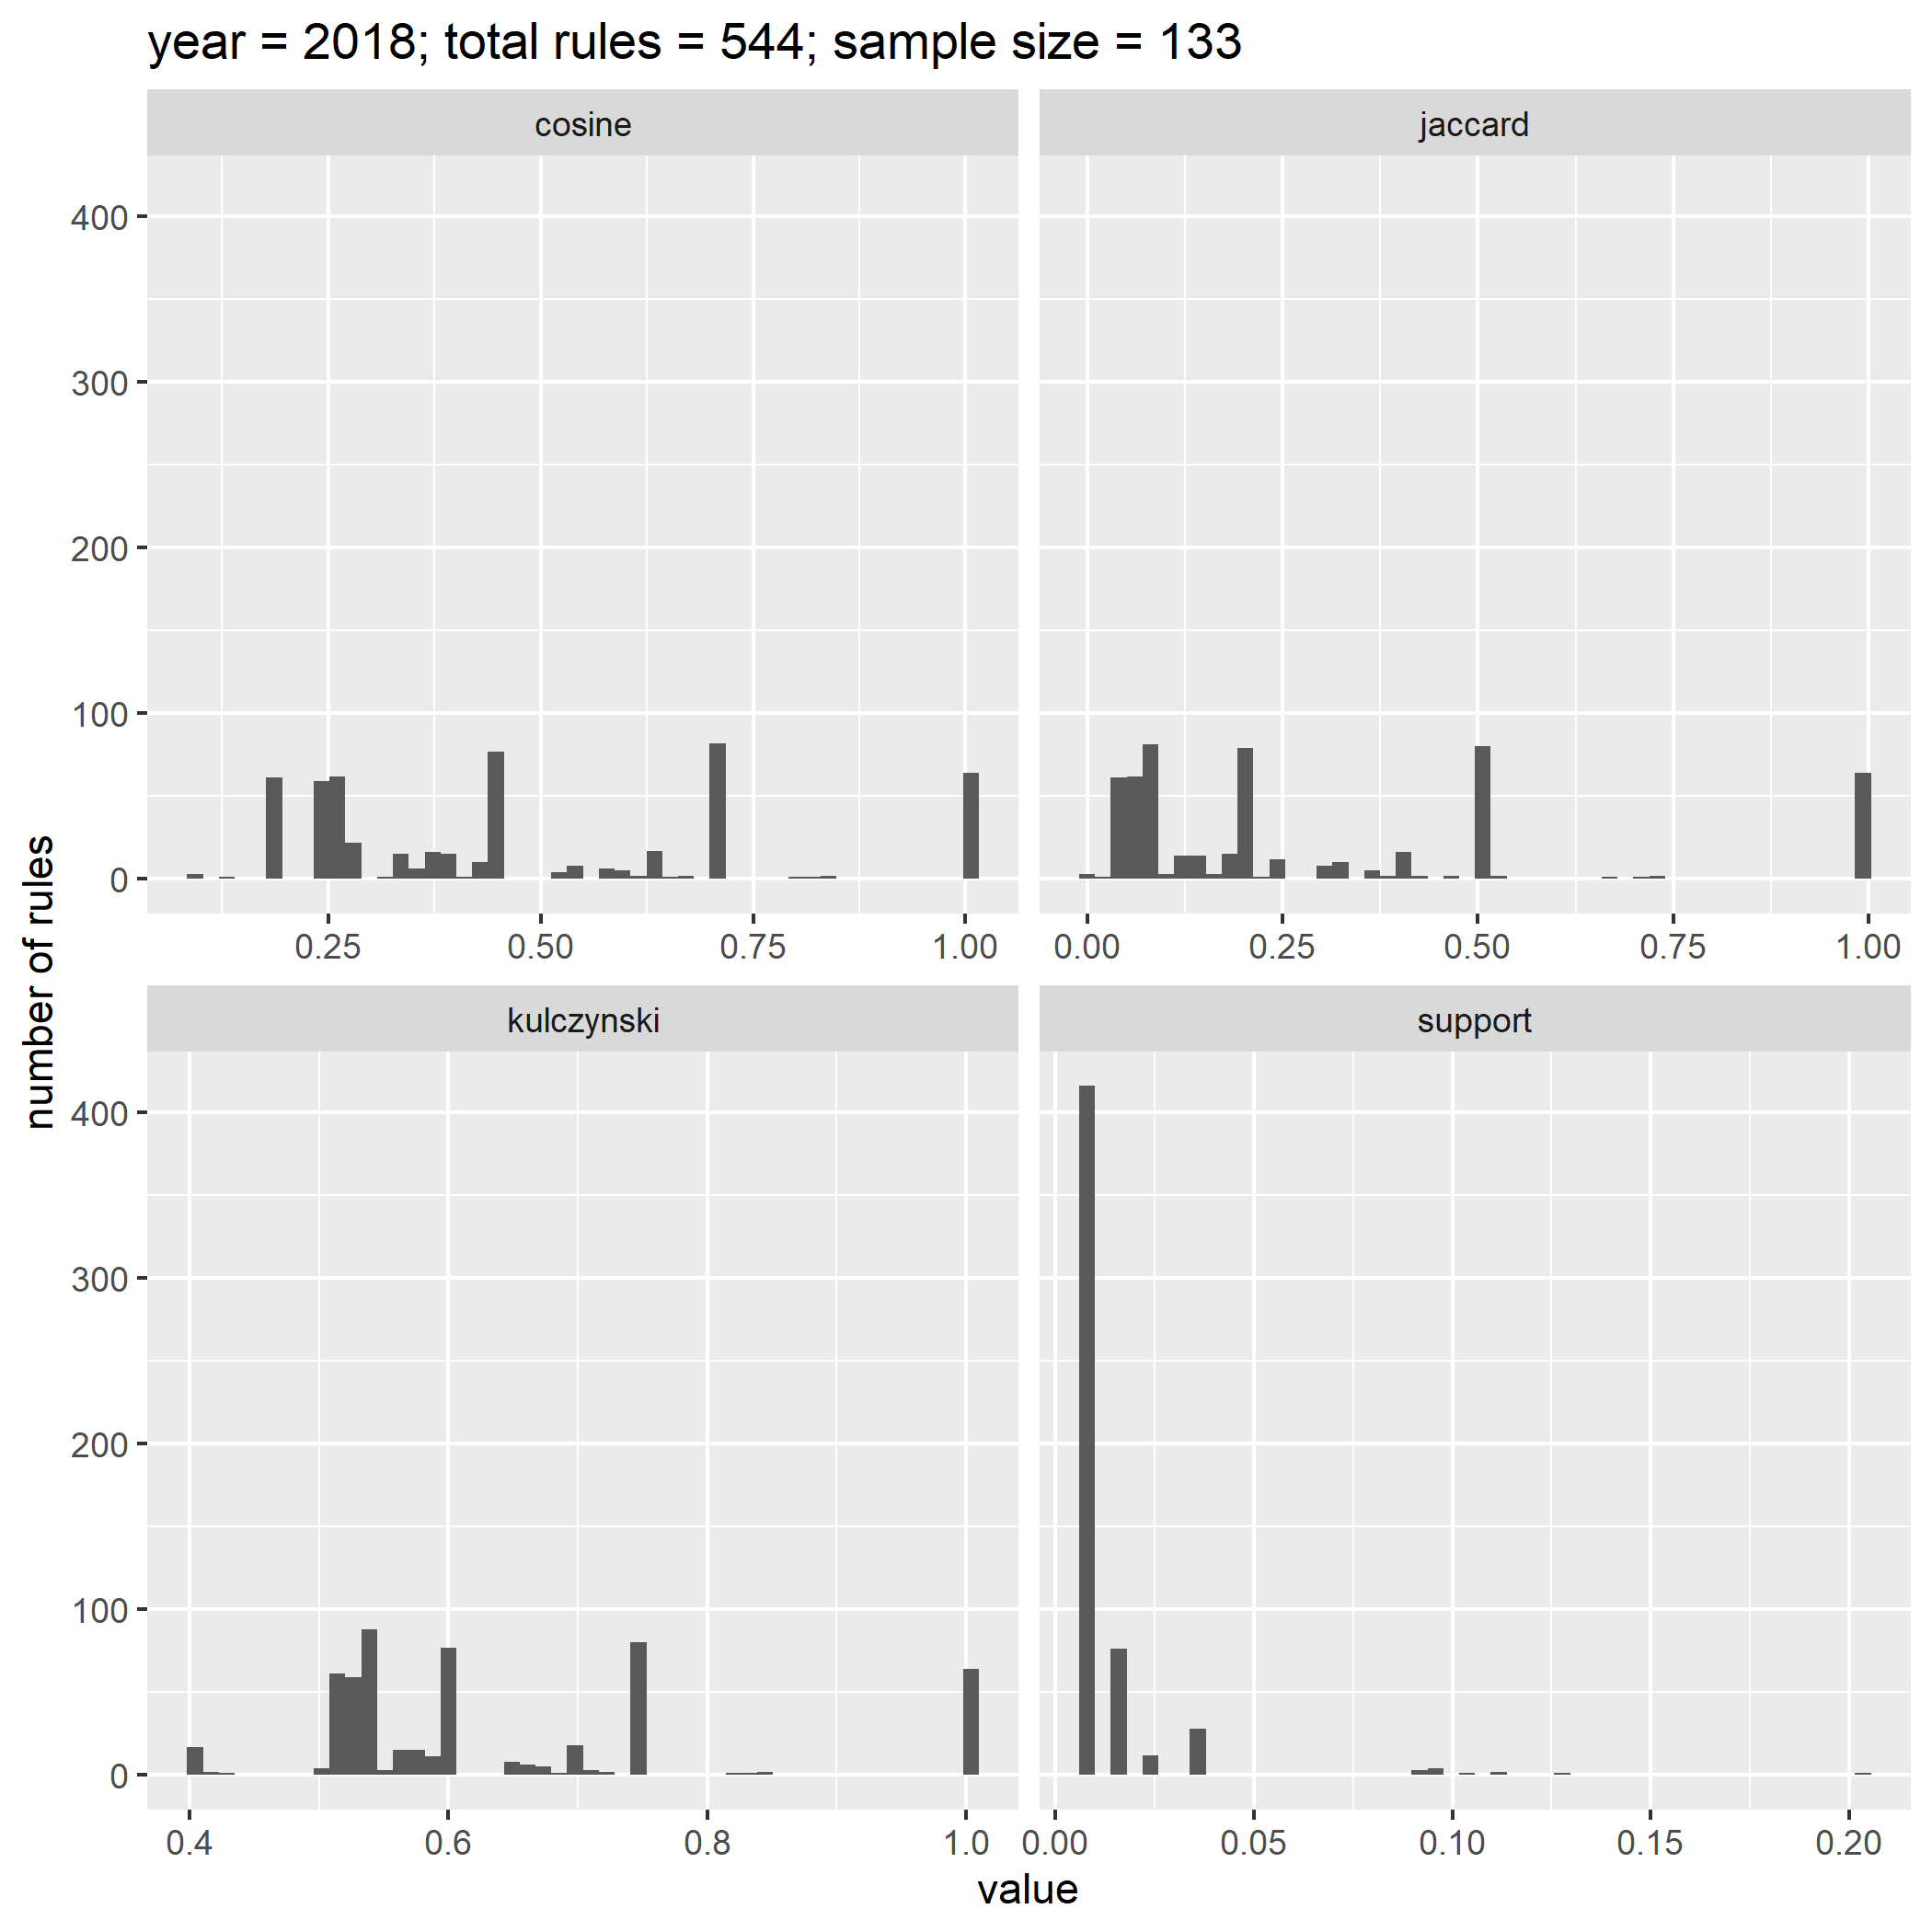 year = 2018; total rules = 544; sample size = 133
cosine
jaccard
400
300
200
100
0
0.25 0.50 0.75 1.00
0.00 0.25 0.50 0.75 1.00
number of rules
kulczynski
support
400
300
200
100
0
0.4 0.6 0.8 1.0
0.00 0.05 0.10 0.15 0.20
value